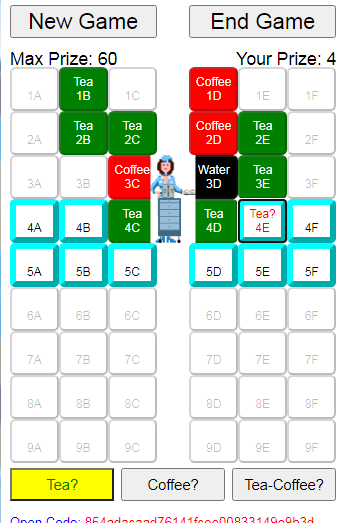 New Game End Game
Max Prize: 60 Your Prize: 4
1A Tea 1B 1C Coffee 1D 1E 1F
2A Tea 2B Tea 2C Coffee 2D Tea 2E 2F
3A 3B Coffee 3C Water 3D Tea 3E 3F
4A 4B Tea 4C Tea 4D Tea? 4E 4F
5A 5B 5C 5D 5E 5F
6A 6B 6C 6D 6E 6F
7A 7B 7C 7D 7E 7F
8A 8B 8C 8D 8E 8F
9A 9B 9C 9D 9E 9F
Tea? Coffee? Tea-Coffee?
Open Code: